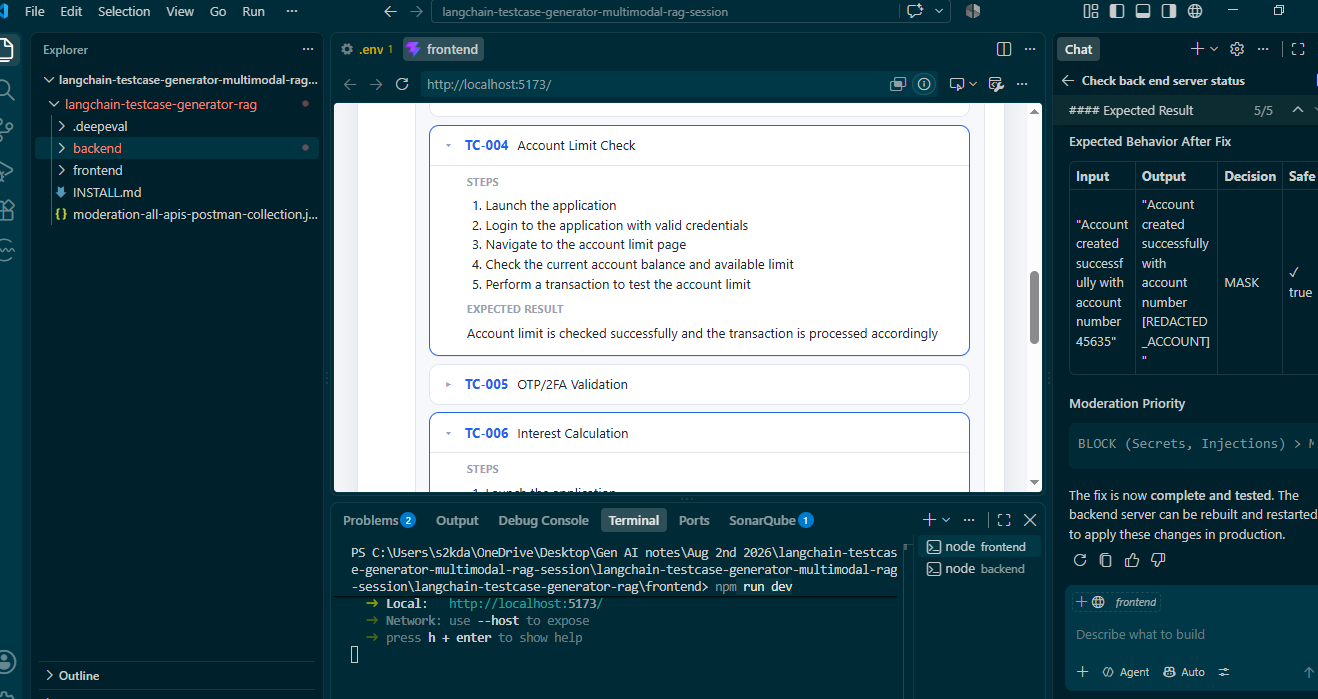 File Edit Selection View Go Run ···
langchain-testcase-generator-multimodal-rag-session
Explorer ···
langchain-testcase-generator-multimodal-rag...
langchain-testcase-generator-rag
.deepeval
backend
frontend
INSTALL.md
{} moderation-all-apis-postman-collection.j...
Outline
.env 1
frontend
http://localhost:5173/
TC-004 Account Limit Check
STEPS
1. Launch the application
2. Login to the application with valid credentials
3. Navigate to the account limit page
4. Check the current account balance and available limit
5. Perform a transaction to test the account limit
EXPECTED RESULT
Account limit is checked successfully and the transaction is processed accordingly
TC-005 OTP/2FA Validation
TC-006 Interest Calculation
STEPS
1. Launch the application
Problems 2 Output Debug Console Terminal Ports SonarQube 1
PS C:\Users\s2kda\OneDrive\Desktop\Gen AI notes\Aug 2nd 2026\langchain-testcas
e-generator-multimodal-rag-session\langchain-testcase-generator-multimodal-rag
-session\langchain-testcase-generator-rag\frontend> npm run dev
➜ Local: http://localhost:5173/
➜ Network: use --host to expose
➜ press h + enter to show help
node frontend
node backend
Chat
Check back end server status
#### Expected Result 5/5
Expected Behavior After Fix
Input Output Decision Safe
"Account
created
successf
ully with
account
number
45635"
"Account
created
successfully
with
account
number
[REDACTED
_ACCOUNT]
"
MASK
✓
true
Moderation Priority
BLOCK (Secrets, Injections) > M
The fix is now complete and tested. The
backend server can be rebuilt and restarted
to apply these changes in production.
frontend
Describe what to build
Agent Auto